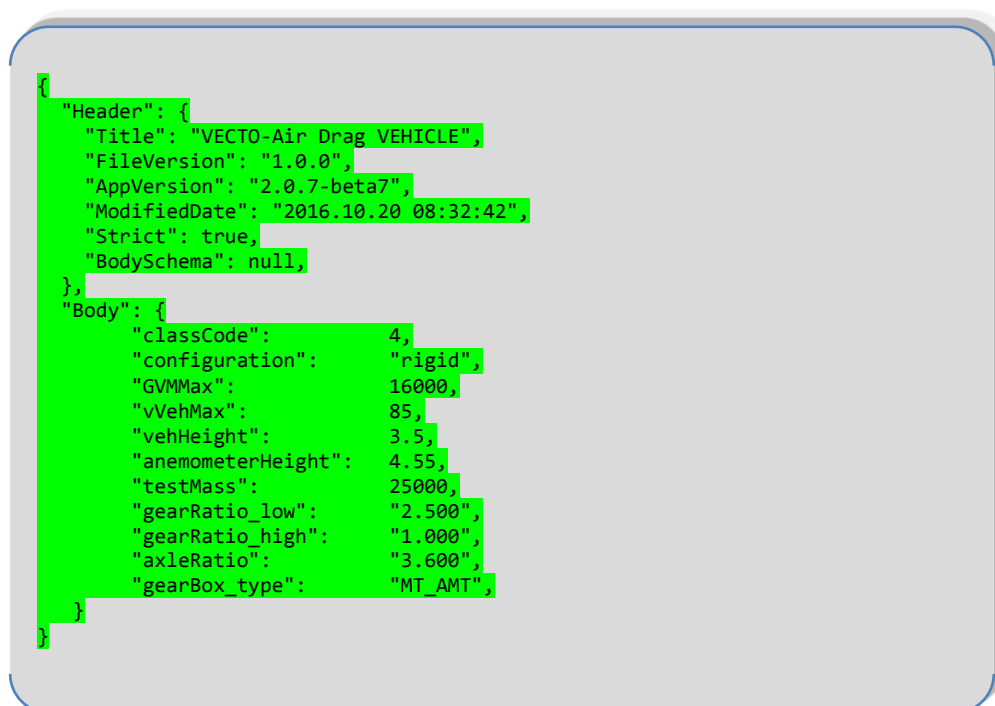 {
  "Header": {
    "Title": "VECTO-Air Drag VEHICLE",
    "FileVersion": "1.0.0",
    "AppVersion": "2.0.7-beta7",
    "ModifiedDate": "2016.10.20 08:32:42",
    "Strict": true,
    "BodySchema": null,
  },
  "Body": {
        "classCode":          4,
        "configuration":      "rigid",
        "GVMMax":             16000,
        "vVehMax":            85,
        "vehHeight":          3.5,
        "anemometerHeight":   4.55,
        "testMass":           25000,
        "gearRatio_low":      "2.500",
        "gearRatio_high":     "1.000",
        "axleRatio":          "3.600",
        "gearBox_type":       "MT_AMT",
   }
}